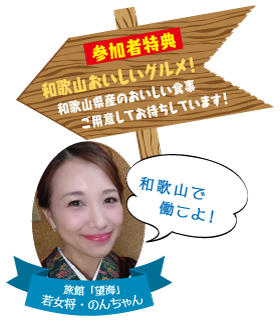 参加者特典
和歌山おいしいグルメ！
和歌山県産のおいしい食事
ご用意してお待ちしています！
和歌山で
働こよ！
旅館「望海」
若女将・のんちゃん